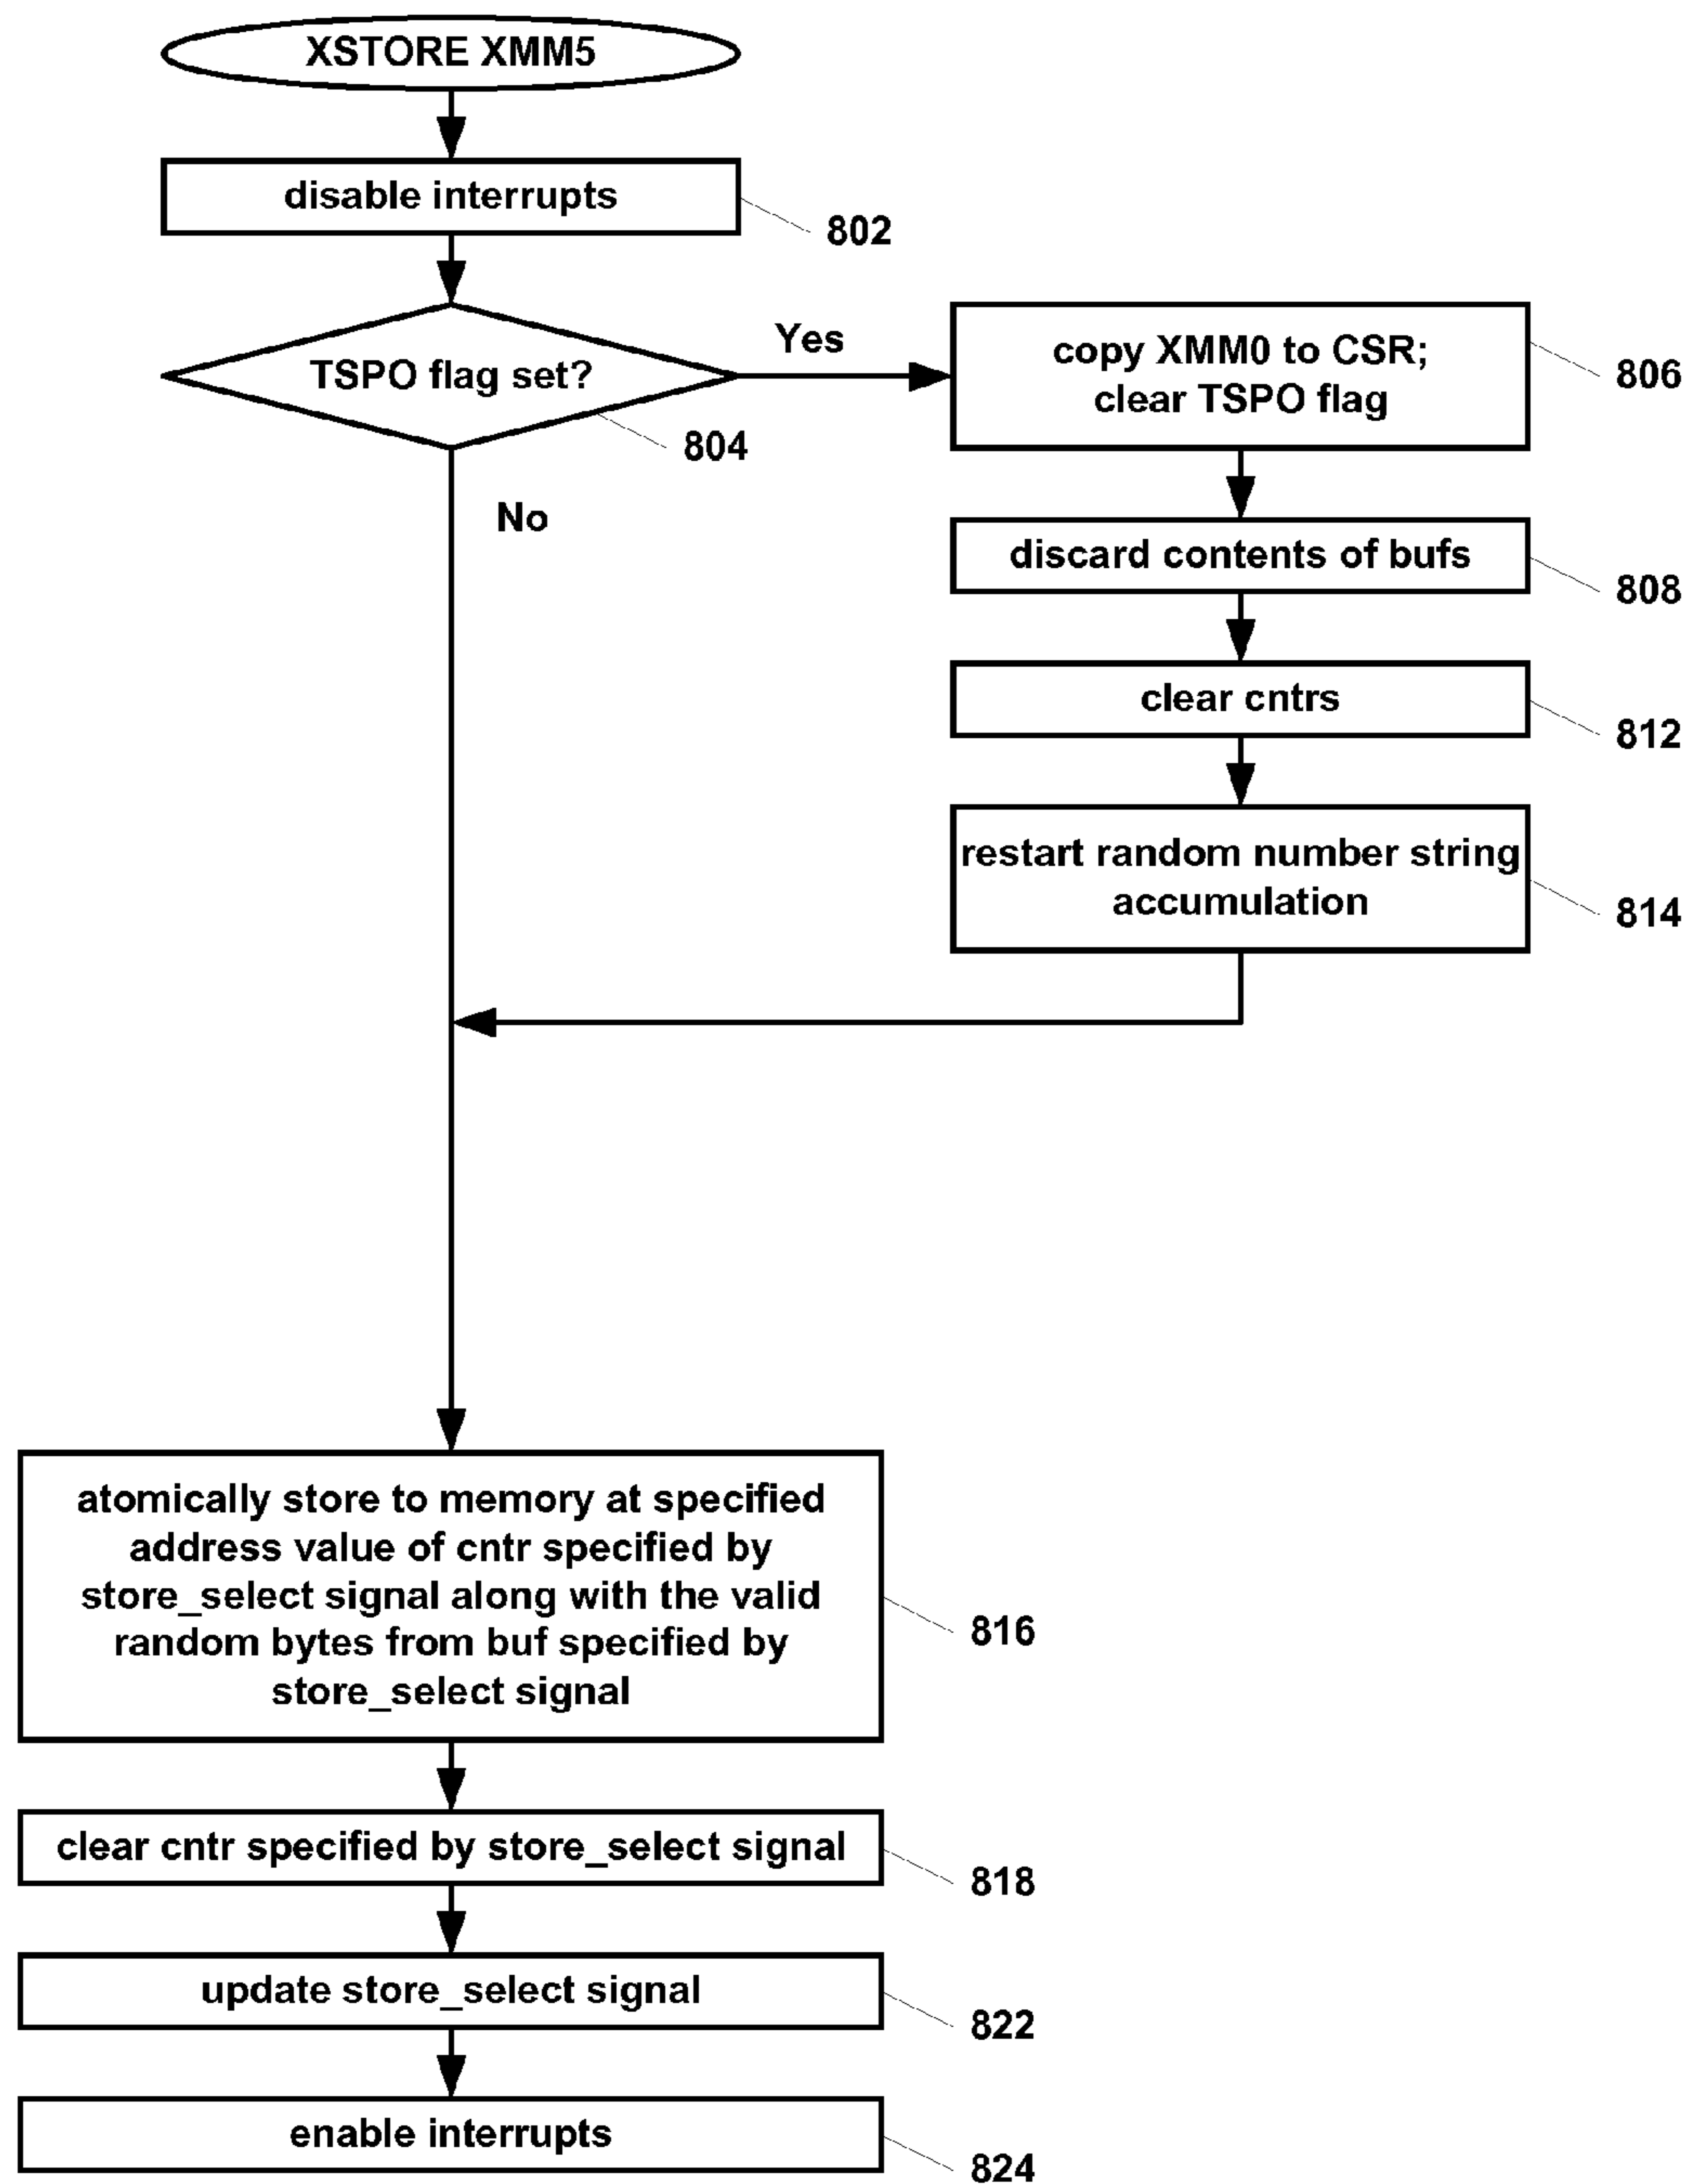 XSTORE XMM5
disable interrupts
802
TSPO flag set?
804
Yes
No
copy XMM0 to CSR;
clear TSPO flag
806
discard contents of bufs
808
clear cntrs
812
restart random number string
accumulation
814
atomically store to memory at specified
address value of cntr specified by
store_select signal along with the valid
random bytes from buf specified by
store_select signal
816
clear cntr specified by store_select signal
818
update store_select signal
822
enable interrupts
824